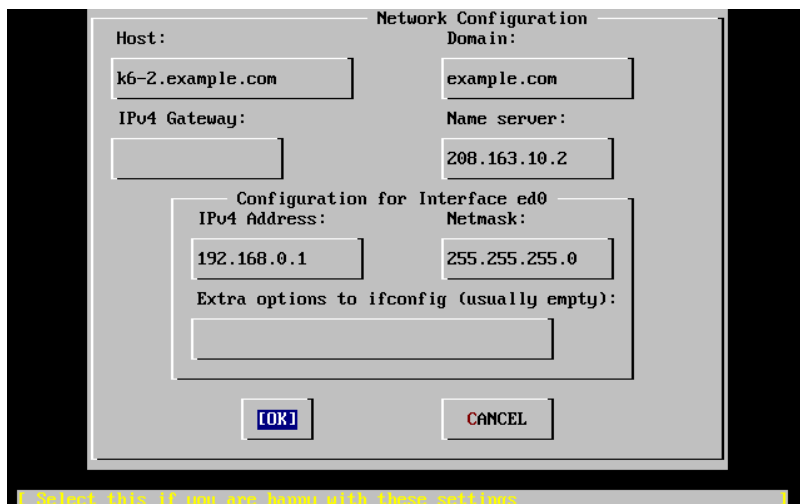 Network Configuration
Host: Domain:
k6-2.example.com example.com
IPv4 Gateway: Name server:
208.163.10.2
Configuration for Interface ed0
IPv4 Address: Netmask:
192.168.0.1 255.255.255.0
Extra options to ifconfig (usually empty):
[OK] CANCEL
[ Select this if you are happy with these settings ]